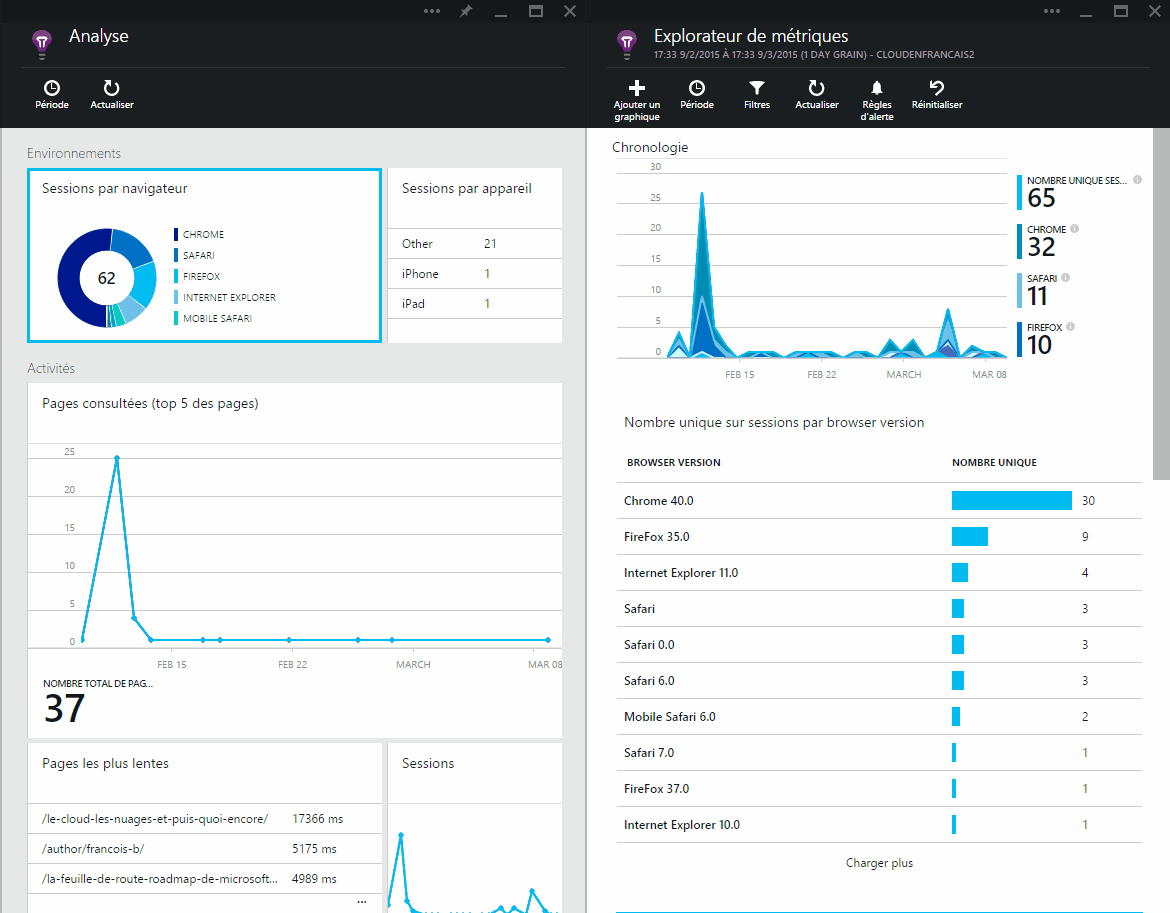 Analyse
Période
Actualiser
Environnements
Sessions par navigateur
62
CHROME
SAFARI
FIREFOX
INTERNET EXPLORER
MOBILE SAFARI
Sessions par appareil
Other 21
iPhone 1
iPad 1
Activités
Pages consultées (top 5 des pages)
25
20
15
10
5
0
FEB 15 FEB 22 MARCH MAR 08
NOMBRE TOTAL DE PAG...
37
Pages les plus lentes
/le-cloud-les-nuages-et-puis-quoi-encore/ 17366 ms
/author/francois-b/ 5175 ms
/la-feuille-de-route-roadmap-de-microsoft... 4989 ms
...
Sessions
Explorateur de métriques
17:33 9/2/2015 À 17:33 9/3/2015 (1 DAY GRAIN) - CLOUDENFRANCAIS2
Ajouter un
graphique
Période
Filtres
Actualiser
Règles
d'alerte
Réinitialiser
Chronologie
30
25
20
15
10
5
0
FEB 15 FEB 22 MARCH MAR 08
NOMBRE UNIQUE SES...
65
CHROME
32
SAFARI
11
FIREFOX
10
Nombre unique sur sessions par browser version
BROWSER VERSION NOMBRE UNIQUE
Chrome 40.0 30
FireFox 35.0 9
Internet Explorer 11.0 4
Safari 3
Safari 0.0 3
Safari 6.0 3
Mobile Safari 6.0 2
Safari 7.0 1
FireFox 37.0 1
Internet Explorer 10.0 1
Charger plus